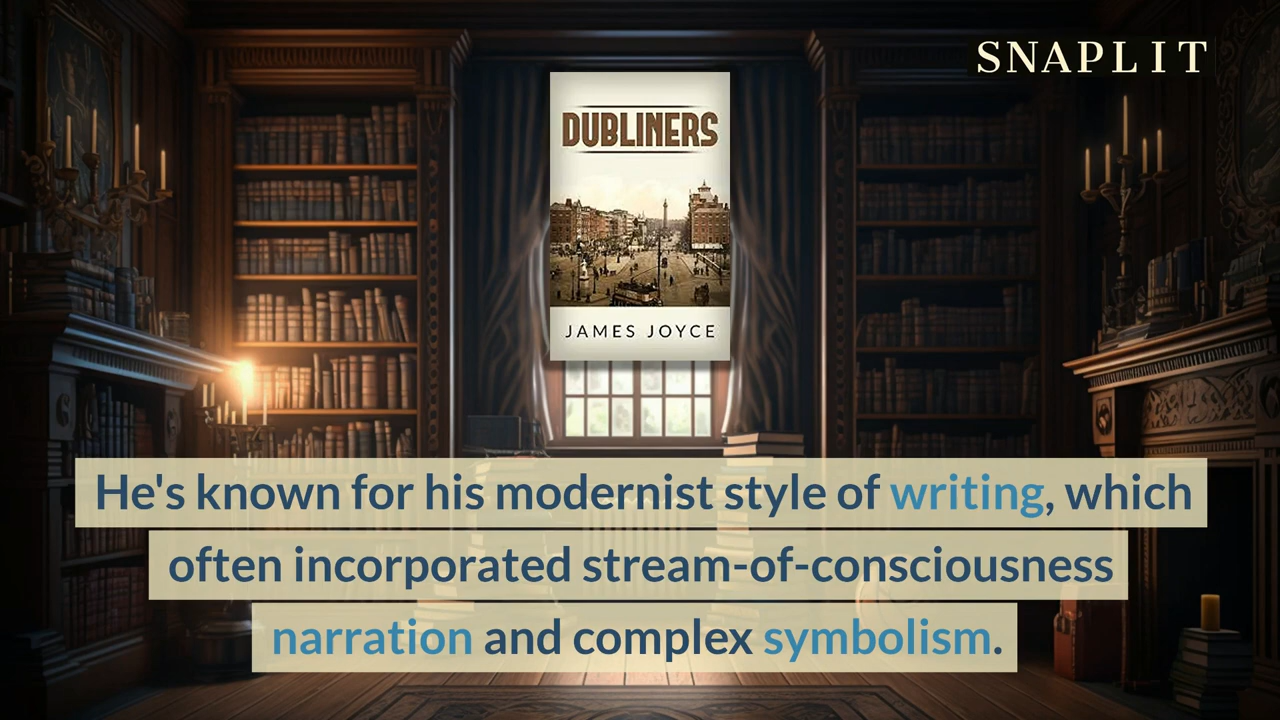 SNAPLIT
DUBLINERS
JAMES JOYCE
He's known for his modernist style of writing, which
often incorporated stream-of-consciousness
narration and complex symbolism.